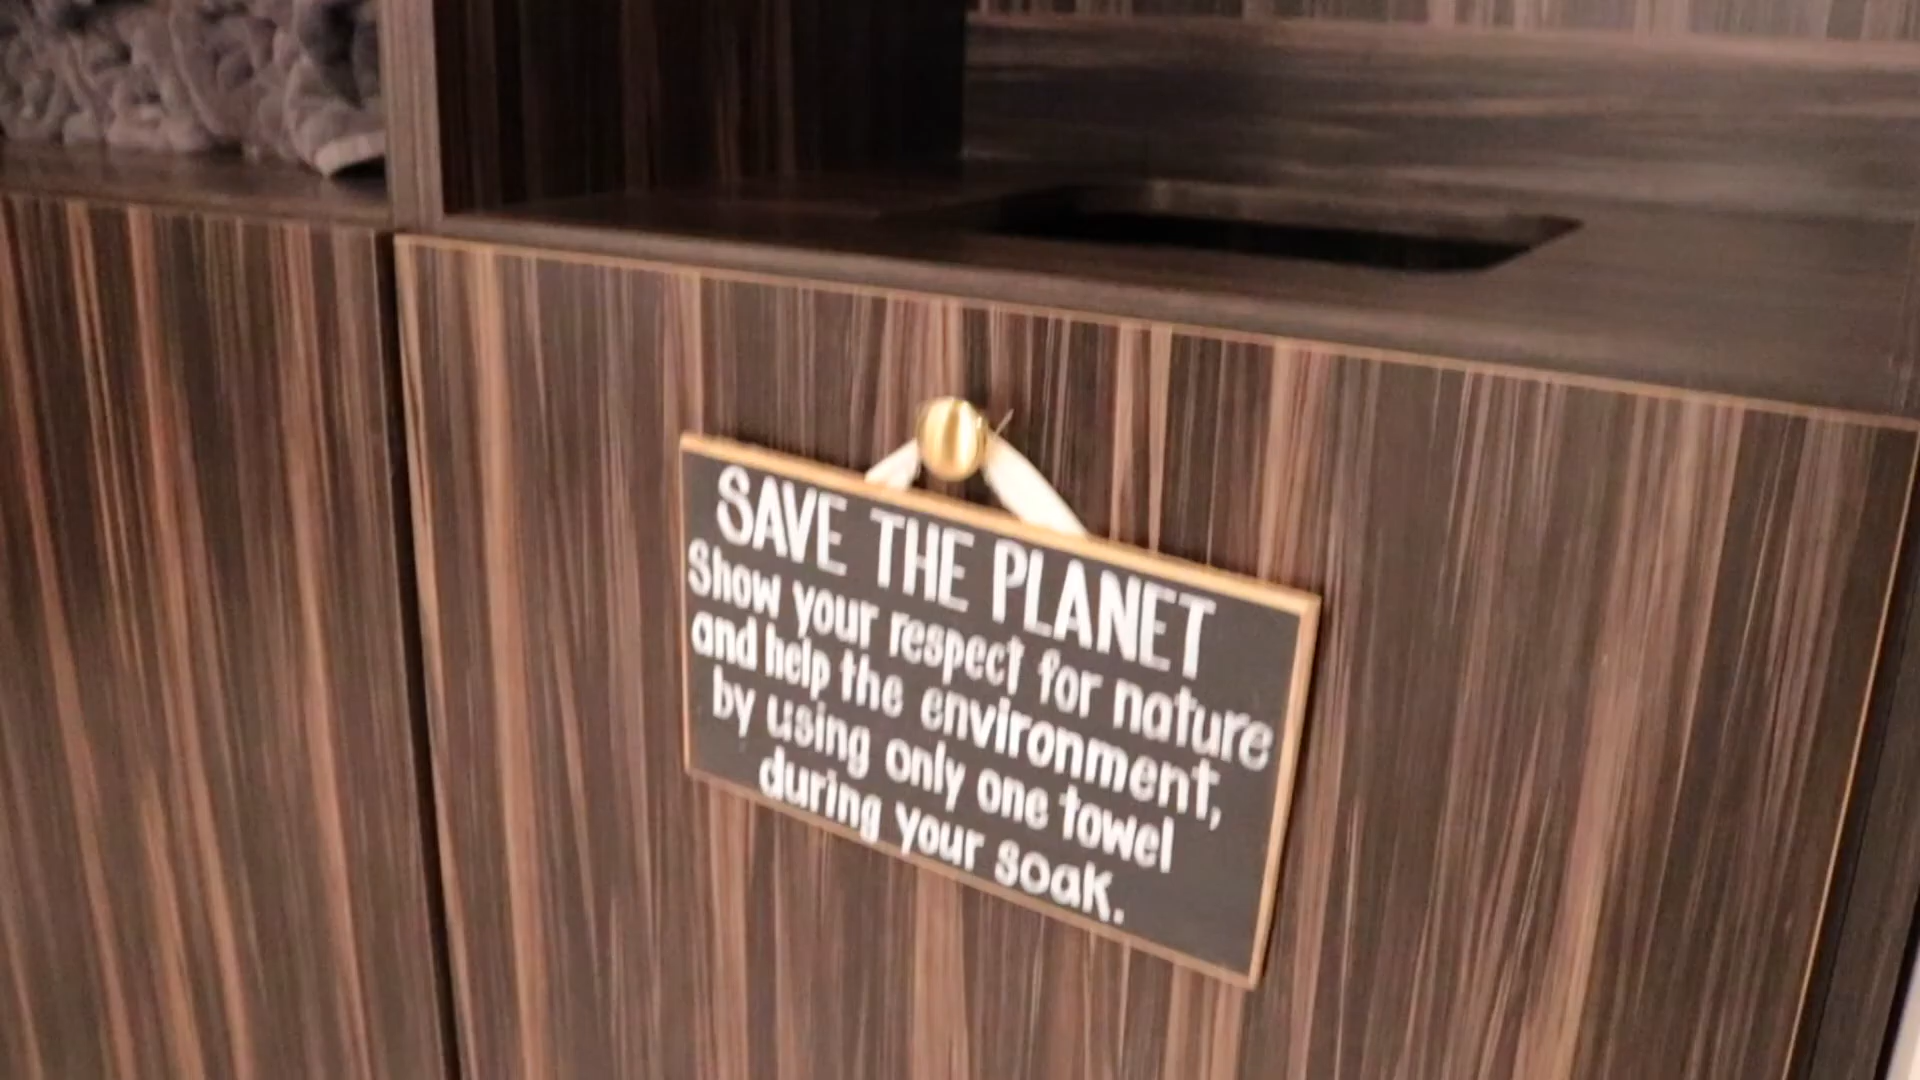 SAVE THE PLANET
Show your respect for nature
and help the environment,
by using only one towel
during your soak.